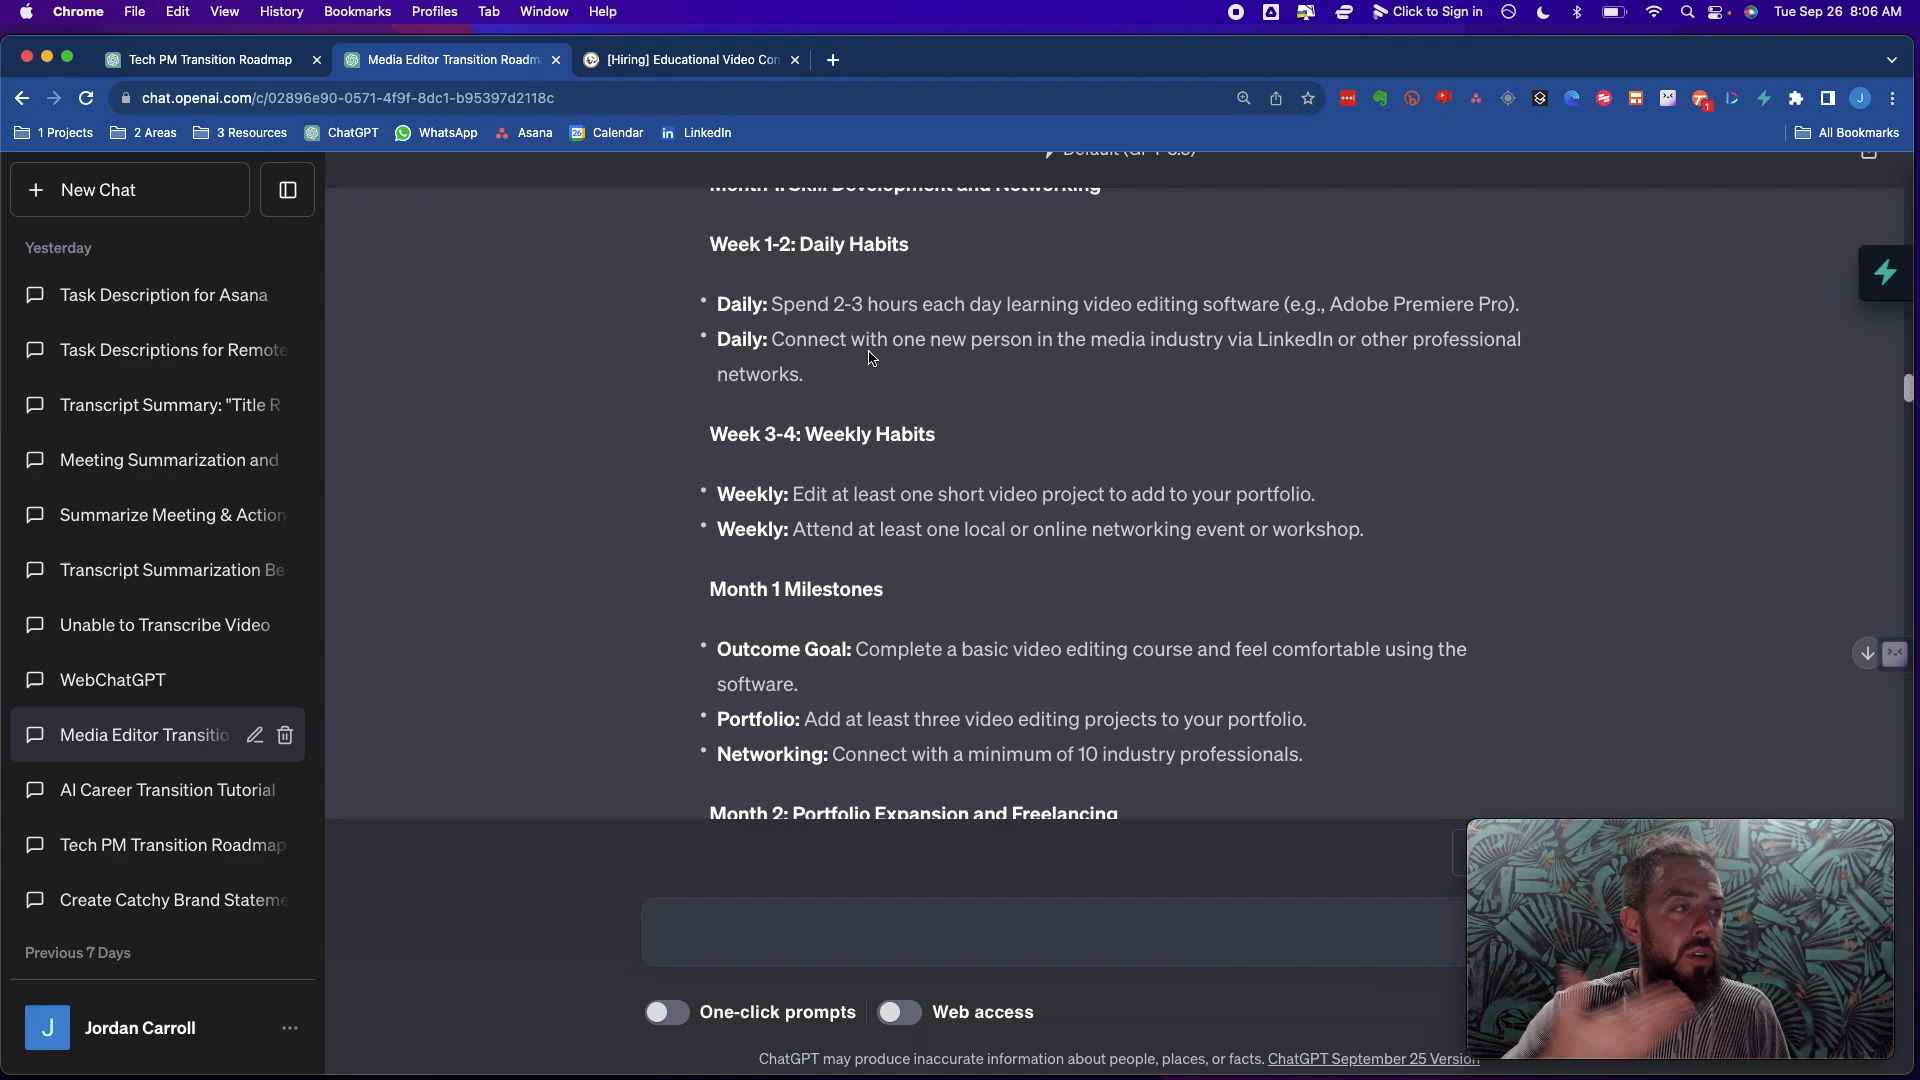 Chrome File Edit View History Bookmarks Profiles Tab Window Help Click to Sign in Tue Sep 26 8:06 AM
Tech PM Transition Roadmap Media Editor Transition Roadm [Hiring] Educational Video Con
chat.openai.com/c/02896e90-0571-4f9f-8dc1-b95397d2118c
1 Projects 2 Areas 3 Resources ChatGPT WhatsApp Asana 26 Calendar LinkedIn All Bookmarks
Default (GPT-3.5)
New Chat
Month 1: Skill Development and Networking
Yesterday
Week 1-2: Daily Habits
Task Description for Asana
• Daily: Spend 2-3 hours each day learning video editing software (e.g., Adobe Premiere Pro).
Task Descriptions for Remote
• Daily: Connect with one new person in the media industry via LinkedIn or other professional
networks.
Transcript Summary: "Title R
Week 3-4: Weekly Habits
Meeting Summarization and
• Weekly: Edit at least one short video project to add to your portfolio.
Summarize Meeting & Action
• Weekly: Attend at least one local or online networking event or workshop.
Transcript Summarization Be
Month 1 Milestones
Unable to Transcribe Video
• Outcome Goal: Complete a basic video editing course and feel comfortable using the
software.
WebChatGPT
• Portfolio: Add at least three video editing projects to your portfolio.
Media Editor Transitio
• Networking: Connect with a minimum of 10 industry professionals.
AI Career Transition Tutorial
Month 2: Portfolio Expansion and Freelancing
Tech PM Transition Roadmap
Create Catchy Brand Stateme
Previous 7 Days
J Jordan Carroll
One-click prompts Web access
ChatGPT may produce inaccurate information about people, places, or facts. ChatGPT September 25 Version